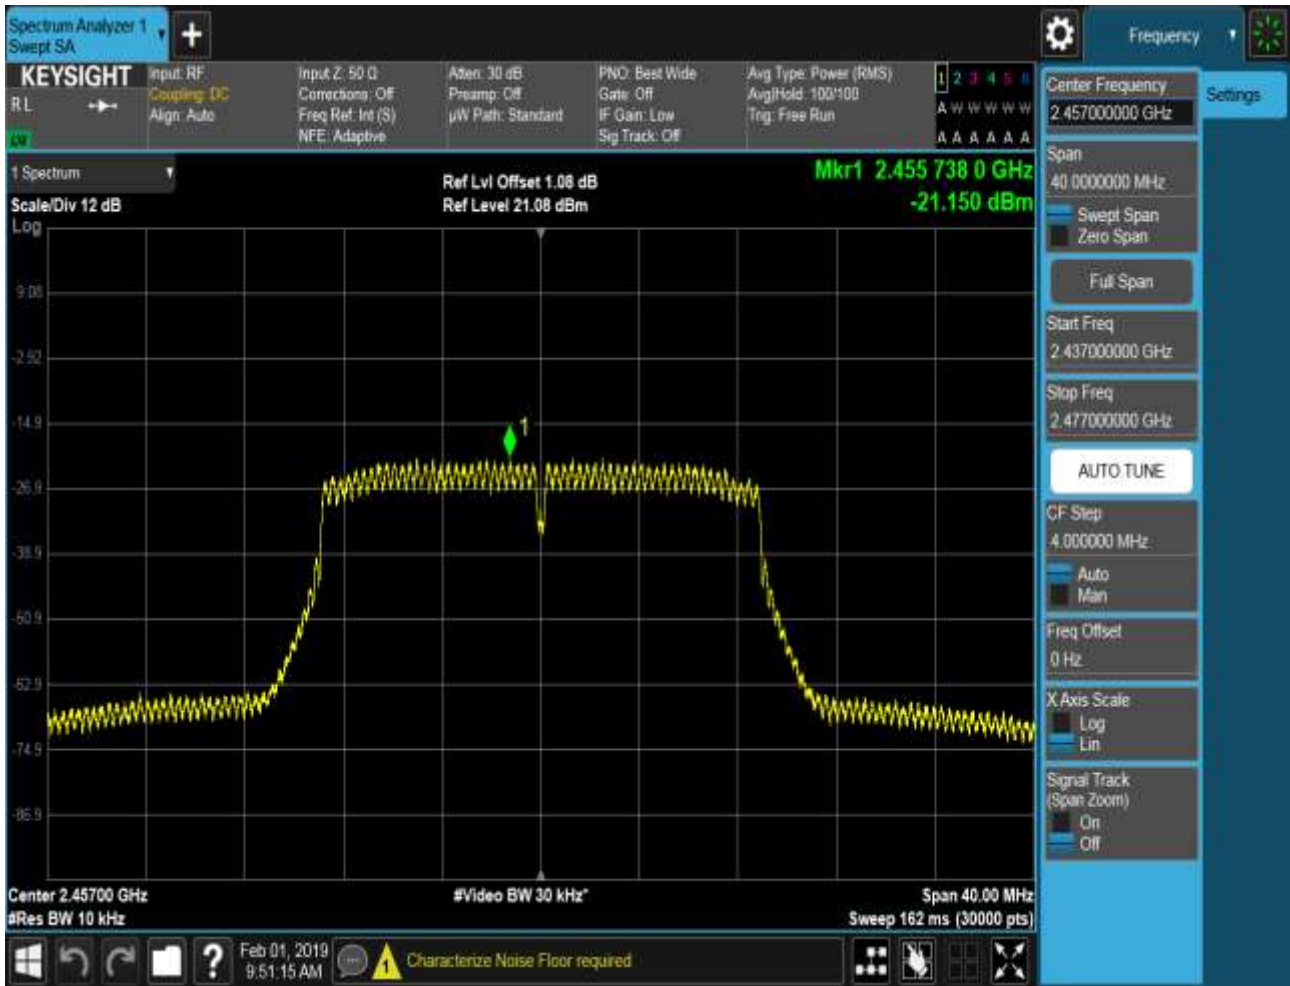 Spectrum Analyzer 1
Swept SA
Frequency
KEYSIGHT
R L
LXI
Input: RF
Coupling: DC
Align: Auto
Input Z: 50 Ω
Corrections: Off
Freq Ref: Int (S)
NFE: Adaptive
Atten: 30 dB
Preamp: Off
µW Path: Standard
PNO: Best Wide
Gate: Off
IF Gain: Low
Sig Track: Off
Avg Type: Power (RMS)
Avg|Hold: 100/100
Trig: Free Run
1 2 3 4 5 6
A W W W W W
A A A A A A
1 Spectrum
Scale/Div 12 dB
Log
Ref Lvl Offset 1.08 dB
Ref Level 21.08 dBm
Mkr1 2.455 738 0 GHz
-21.150 dBm
9.08
-2.92
-14.9
-26.9
-38.9
-50.9
-62.9
-74.9
-86.9
1
Center 2.45700 GHz
#Res BW 10 kHz
#Video BW 30 kHz*
Span 40.00 MHz
Sweep 162 ms (30000 pts)
Center Frequency
2.457000000 GHz
Settings
Span
40.0000000 MHz
Swept Span
Zero Span
Full Span
Start Freq
2.437000000 GHz
Stop Freq
2.477000000 GHz
AUTO TUNE
CF Step
4.000000 MHz
Auto
Man
Freq Offset
0 Hz
X Axis Scale
Log
Lin
Signal Track
(Span Zoom)
On
Off
?
Feb 01, 2019
9:51:15 AM
1
Characterize Noise Floor required